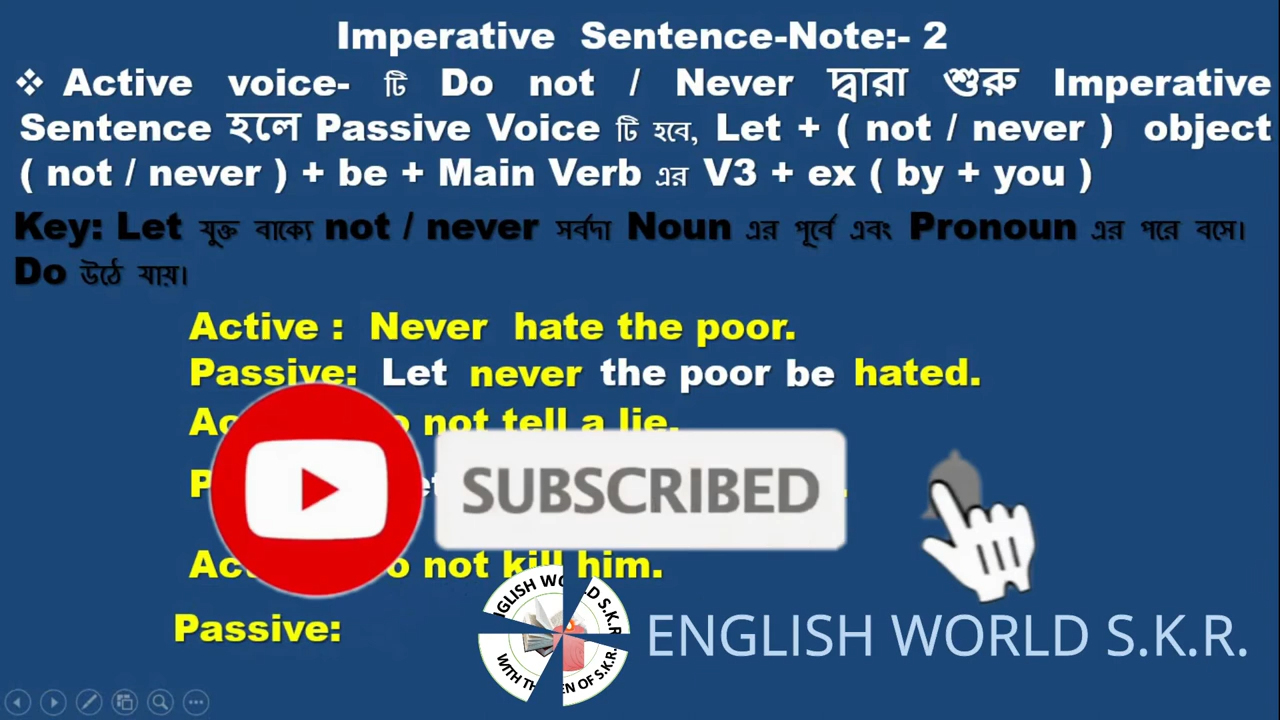 Imperative Sentence-Note:- 2
❖ Active voice- টি Do not / Never দ্বারা শুরু Imperative
Sentence হলে Passive Voice টি হবে, Let + ( not / never ) object
( not / never ) + be + Main Verb এর V3 + ex ( by + you )
Key: Let যুক্ত বাক্যে not / never সর্বদা Noun এর পূর্বে এবং Pronoun এর পরে বসে।
Do উঠে যায়।
Active : Never hate the poor.
Passive: Let never the poor be hated.
not tell a lie.
SUBSCRIBED
not kill him.
Passive:
ENGLISH WORLD S.K.R.